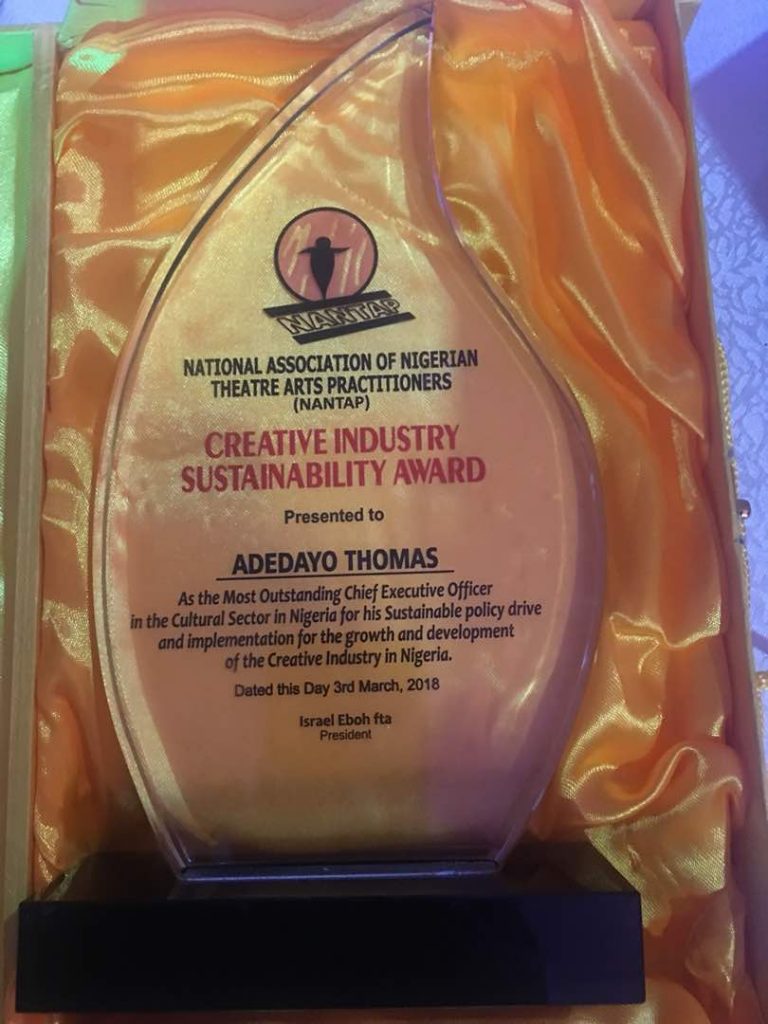 NANTAP
NATIONAL ASSOCIATION OF NIGERIAN
THEATRE ARTS PRACTITIONERS
(NANTAP)
CREATIVE INDUSTRY
SUSTAINABILITY AWARD
Presented to
ADEDAYO THOMAS
As the Most Outstanding Chief Executive Officer
in the Cultural Sector in Nigeria for his Sustainable policy drive
and implementation for the growth and development
of the Creative Industry in Nigeria.
Dated this Day 3rd March, 2018
Israel Eboh fta
President